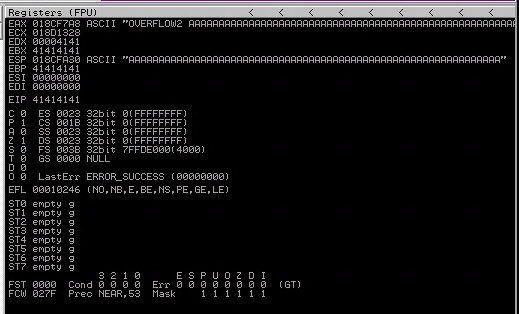 Registers (FPU) < < < < < < <
EAX 018CF7A8 ASCII "OVERFLOW2 AAAAAAAAAAAAAAAAAAAAAAAAAAAAAAAAAAAAAAAAAAAAAAAAAAAAAA
ECX 018D1328
EDX 00004141
EBX 41414141
ESP 018CFA30 ASCII "AAAAAAAAAAAAAAAAAAAAAAAAAAAAAAAAAAAAAAAAAAAAAAAAAAAAAAAAAAAAAA"
EBP 41414141
ESI 00000000
EDI 00000000
EIP 41414141
C 0 ES 0023 32bit 0(FFFFFFFF)
P 1 CS 001B 32bit 0(FFFFFFFF)
A 0 SS 0023 32bit 0(FFFFFFFF)
Z 1 DS 0023 32bit 0(FFFFFFFF)
S 0 FS 003B 32bit 7FFDE000(4000)
T 0 GS 0000 NULL
D 0
O 0 LastErr ERROR_SUCCESS (00000000)
EFL 00010246 (NO,NB,E,BE,NS,PE,GE,LE)
ST0 empty g
ST1 empty g
ST2 empty g
ST3 empty g
ST4 empty g
ST5 empty g
ST6 empty g
ST7 empty g
3 2 1 0 E S P U O Z D I
FST 0000 Cond 0 0 0 0 Err 0 0 0 0 0 0 0 0 (GT)
FCW 027F Prec NEAR,53 Mask 1 1 1 1 1 1